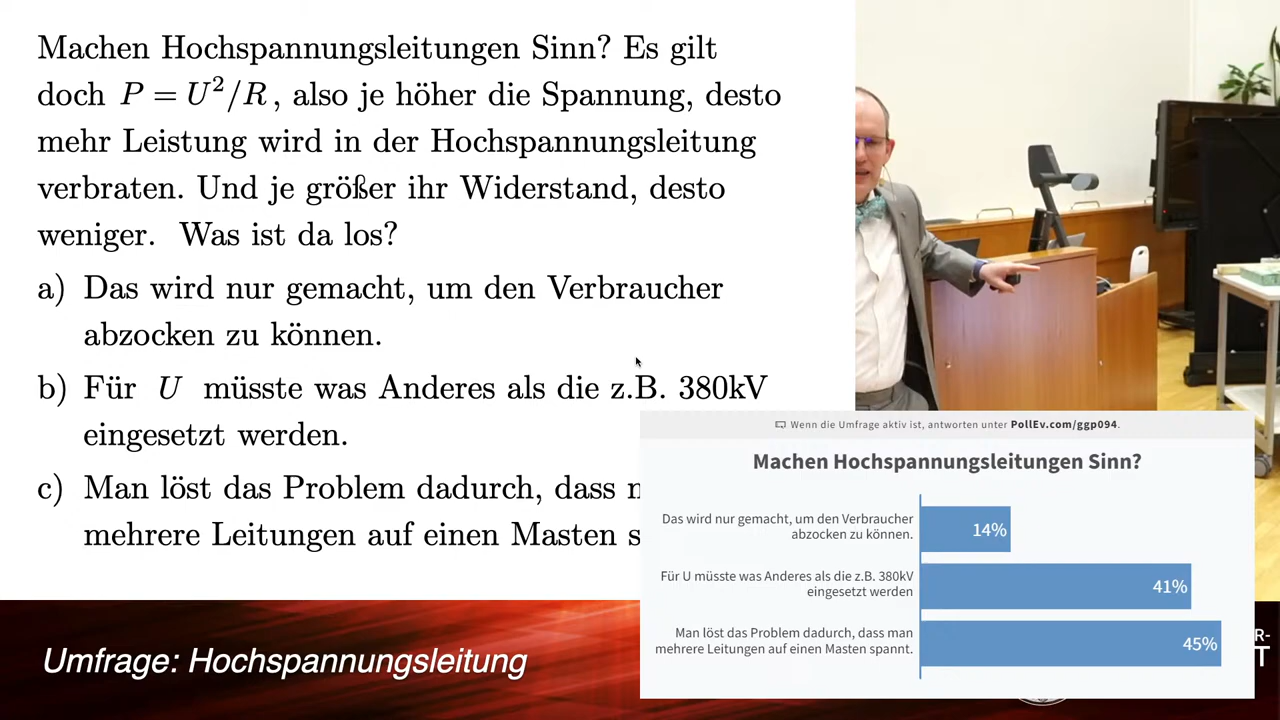 Machen Hochspannungsleitungen Sinn? Es gilt
doch P = U²/R, also je höher die Spannung, desto
mehr Leistung wird in der Hochspannungsleitung
verbraten. Und je größer ihr Widerstand, desto
weniger. Was ist da los?
a) Das wird nur gemacht, um den Verbraucher
abzocken zu können.
b) Für U müsste was Anderes als die z.B. 380kV
eingesetzt werden.
c) Man löst das Problem dadurch, dass
mehrere Leitungen auf einen Masten
Umfrage: Hochspannungsleitung
Wenn die Umfrage aktiv ist, antworten unter PollEv.com/ggp094.
Machen Hochspannungsleitungen Sinn?
Das wird nur gemacht, um den Verbraucher
abzocken zu können.
14%
Für U müsste was Anderes als die z.B. 380kV
eingesetzt werden
41%
Man löst das Problem dadurch, dass man
mehrere Leitungen auf einen Masten spannt.
45%